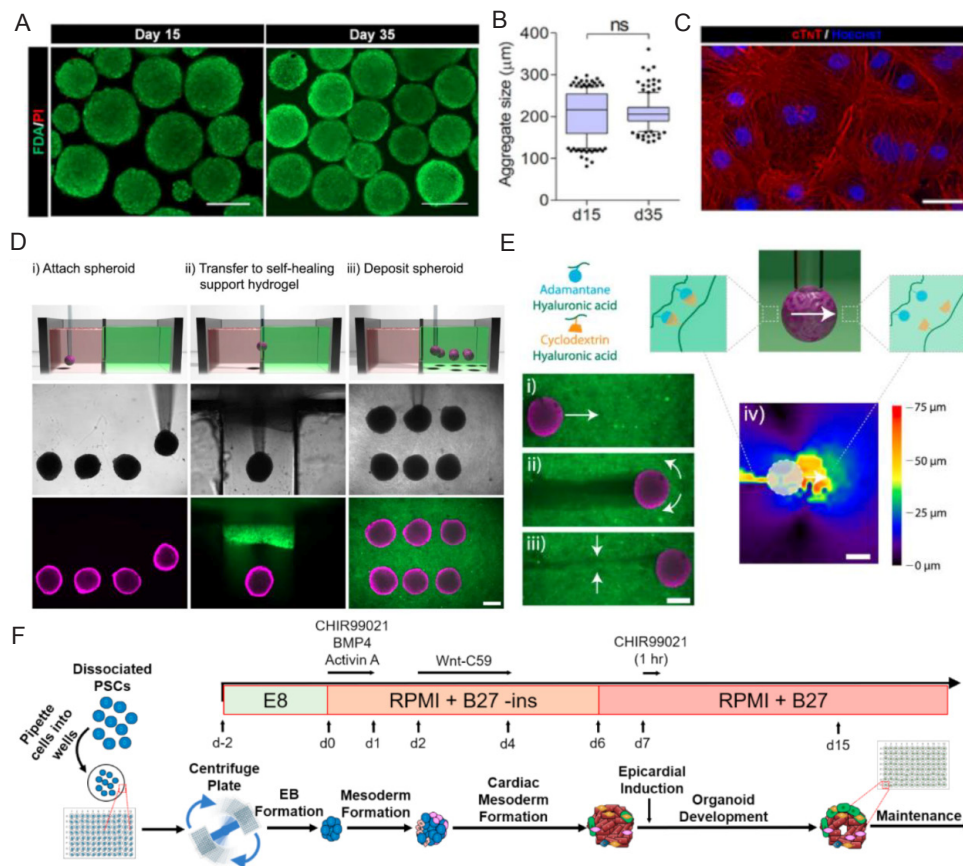 A
Day 15
Day 35
FDA/PI
B
ns
Aggregate size (μm)
400
300
200
100
0
d15
d35
C
cTnT / Hoechst
D
i) Attach spheroid
ii) Transfer to self-healing
support hydrogel
iii) Deposit spheroid
E
Adamantane
Hyaluronic acid
Cyclodextrin
Hyaluronic acid
i)
ii)
iii)
iv)
75 μm
50 μm
25 μm
0 μm
F
Dissociated
PSCs
Pipette
cells into
wells
CHIR99021
BMP4
Activin A
Wnt-C59
CHIR99021
(1 hr)
E8
RPMI + B27 -ins
RPMI + B27
d-2
d0
d1
d2
d4
d6
d7
d15
Centrifuge
Plate
EB
Formation
Mesoderm
Formation
Cardiac
Mesoderm
Formation
Epicardial
Induction
Organoid
Development
Maintenance